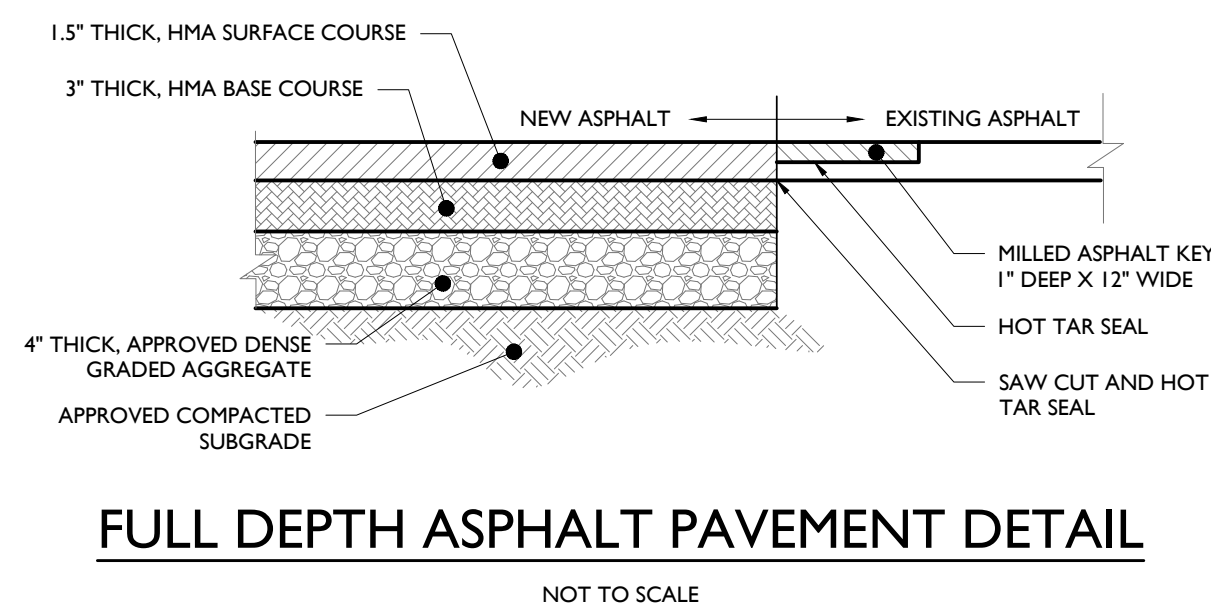 1.5" THICK, HMA SURFACE COURSE
3" THICK, HMA BASE COURSE
NEW ASPHALT
EXISTING ASPHALT
MILLED ASPHALT KEY
1" DEEP X 12" WIDE
HOT TAR SEAL
SAW CUT AND HOT
TAR SEAL
4" THICK, APPROVED DENSE
GRADED AGGREGATE
APPROVED COMPACTED
SUBGRADE
FULL DEPTH ASPHALT PAVEMENT DETAIL
NOT TO SCALE